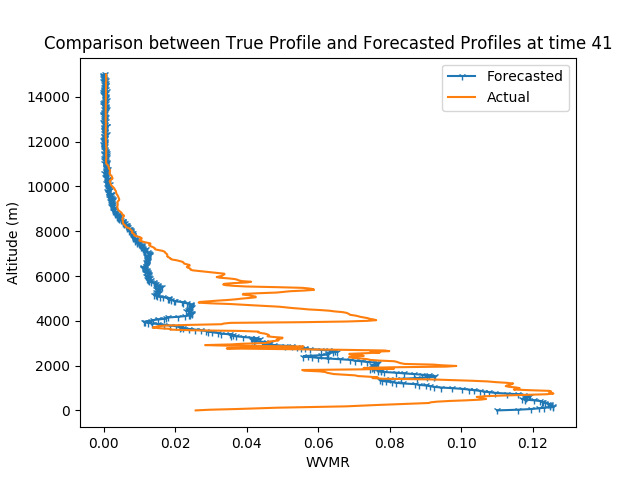 Comparison between True Profile and Forecasted Profiles at time 41
Forecasted
Actual
14000
12000
10000
8000
6000
4000
2000
0
Altitude (m)
0.00 0.02 0.04 0.06 0.08 0.10 0.12
WVMR